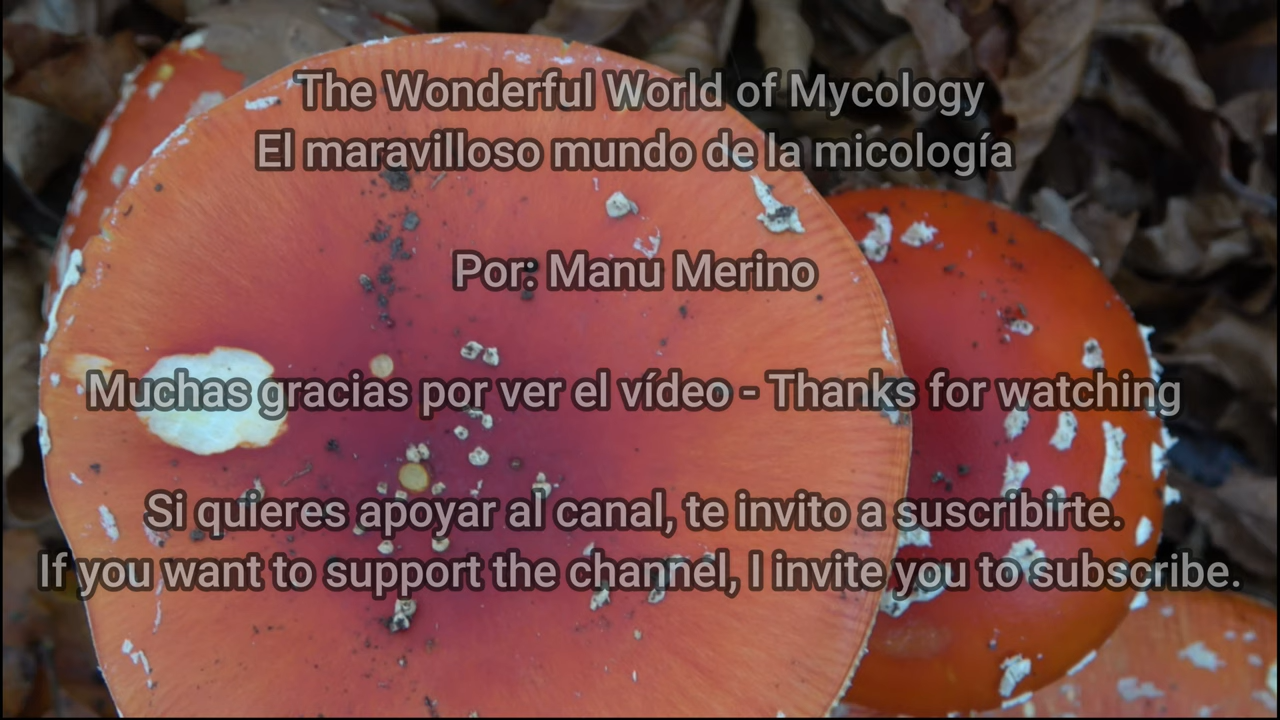 The Wonderful World of Mycology
El maravilloso mundo de la micología
Por: Manu Merino
Muchas gracias por ver el vídeo - Thanks for watching
Si quieres apoyar al canal, te invito a suscribirte.
If you want to support the channel, I invite you to subscribe.